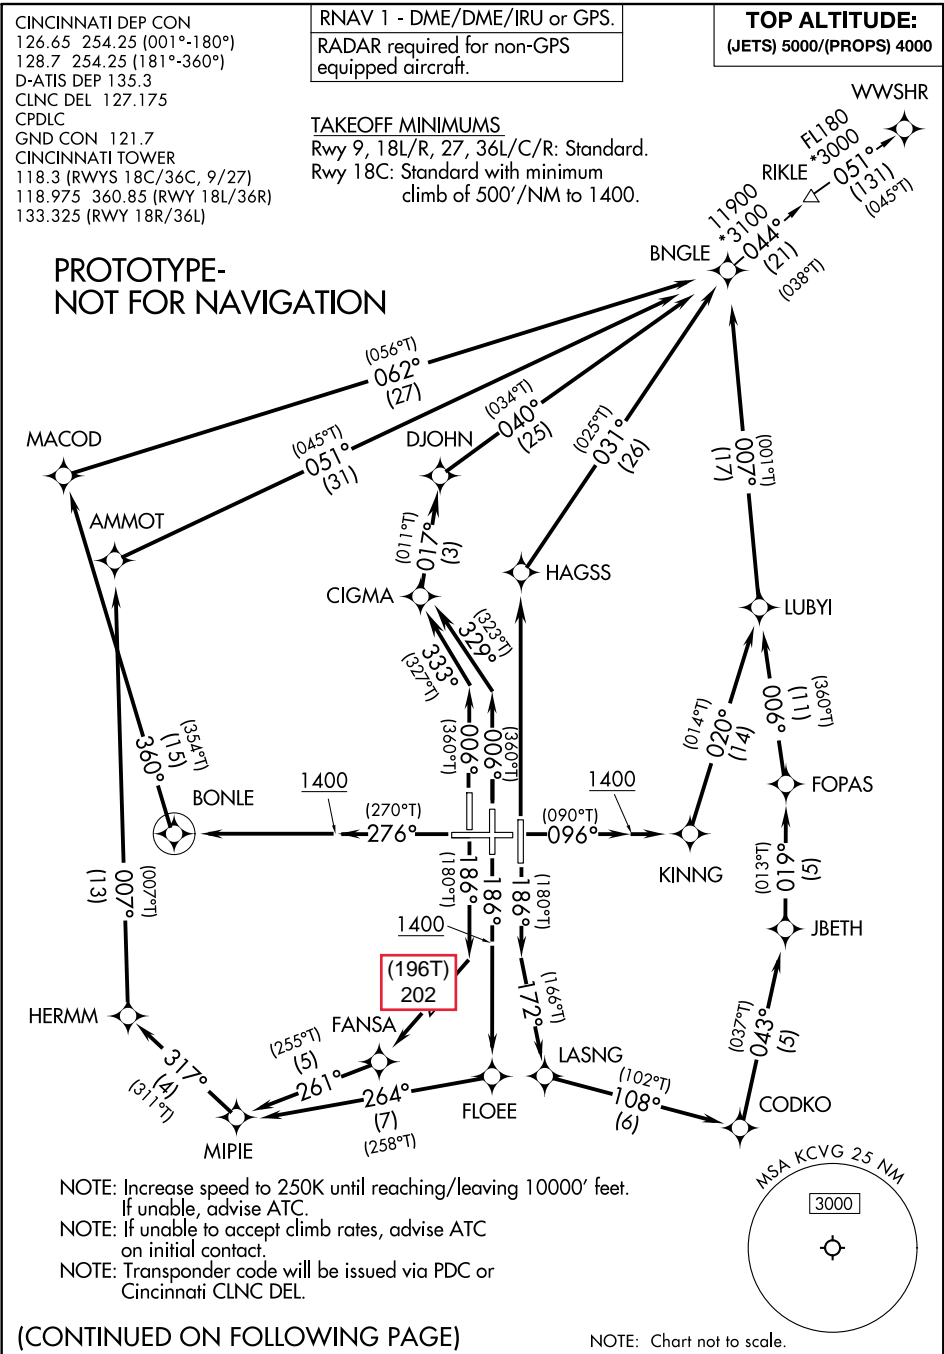 CINCINNATI DEP CON
126.65 254.25 (001°-180°)
128.7 254.25 (181°-360°)
D-ATIS DEP 135.3
CLNC DEL 127.175
CPDLC
GND CON 121.7
CINCINNATI TOWER
118.3 (RWYS 18C/36C, 9/27)
118.975 360.85 (RWY 18L/36R)
133.325 (RWY 18R/36L)
RNAV 1 - DME/DME/IRU or GPS.
RADAR required for non-GPS
equipped aircraft.
TOP ALTITUDE:
(JETS) 5000/(PROPS) 4000
TAKEOFF MINIMUMS
Rwy 9, 18L/R, 27, 36L/C/R: Standard.
Rwy 18C: Standard with minimum
climb of 500'/NM to 1400.
PROTOTYPE-
NOT FOR NAVIGATION
WWSHR
FL180
*3000
051°
(131)
(045°T)
RIKLE
11900
*3100
044°
(21)
(038°T)
BNGLE
(056°T)
062°
(27)
(045°T)
051°
(31)
(034°T)
040°
(25)
(025°T)
031°
(26)
(001°T)
007°
(17)
MACOD
DJOHN
AMMOT
(011°T)
017°
(3)
HAGSS
CIGMA
LUBYI
(323°T)
329°
333°
(327°T)
(354°T)
(15)
360°
(360°T)
006°
006°
(360°T)
(014°T)
020°
(14)
(360°T)
(11)
006°
FOPAS
BONLE
1400
(270°T)
276°
1400
(090°T)
096°
KINNG
(007°T)
007°
(13)
186°
(180°T)
186°
186°
(180°T)
(013°T)
019°
(5)
1400
JBETH
(196T)
202
HERMM
FANSA
(166°T)
172°
(037°T)
043°
(5)
317°
(4)
(311°T)
(255°T)
(5)
261°
264°
(7)
(258°T)
MIPIE
FLOEE
LASNG
(102°T)
108°
(6)
CODKO
MSA KCVG 25 NM
3000
NOTE: Increase speed to 250K until reaching/leaving 10000' feet.
If unable, advise ATC.
NOTE: If unable to accept climb rates, advise ATC
on initial contact.
NOTE: Transponder code will be issued via PDC or
Cincinnati CLNC DEL.
(CONTINUED ON FOLLOWING PAGE)
NOTE: Chart not to scale.